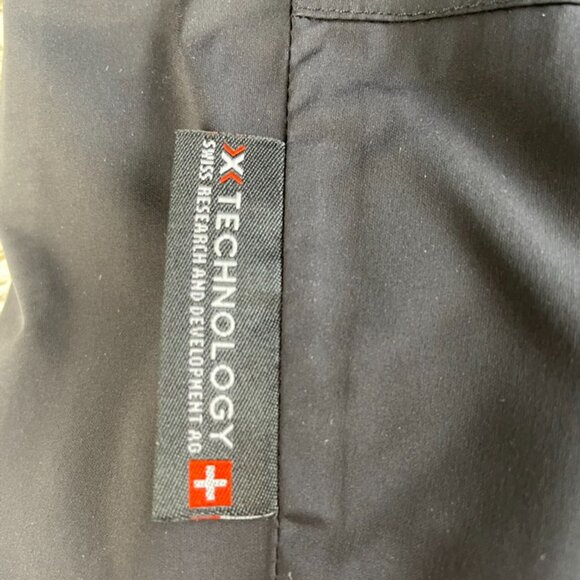 X TECHNOLOGY
SWISS RESEARCH AND DEVELOPMENT AG